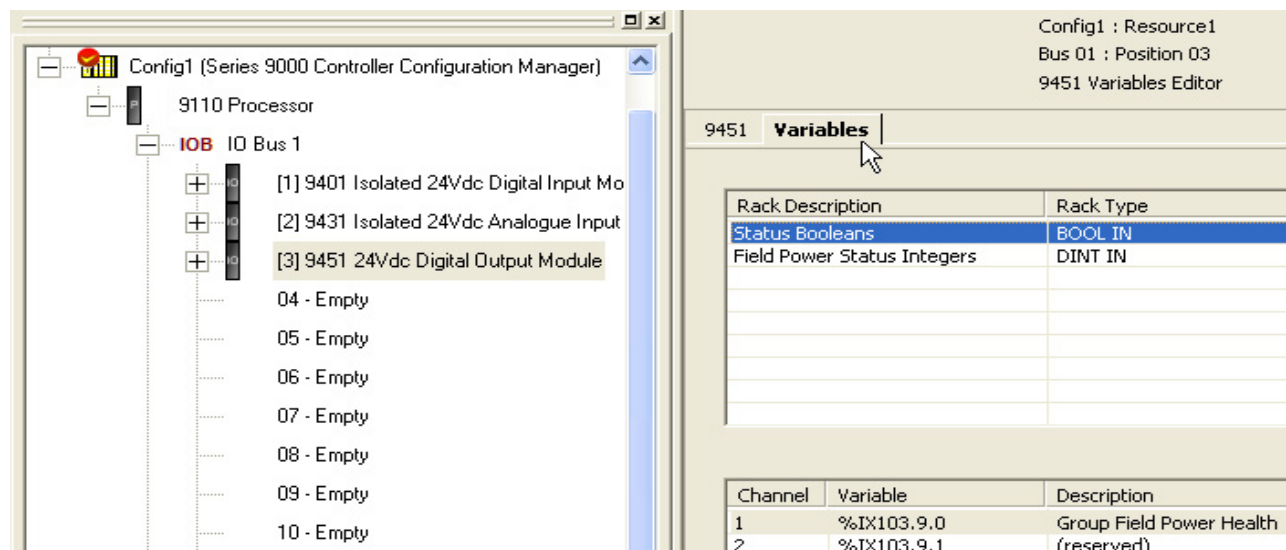 Config1 (Series 9000 Controller Configuration Manager)
P
9110 Processor
IOB IO Bus 1
IO
[1] 9401 Isolated 24Vdc Digital Input Mo
IO
[2] 9431 Isolated 24Vdc Analogue Input
IO
[3] 9451 24Vdc Digital Output Module
04 - Empty
05 - Empty
06 - Empty
07 - Empty
08 - Empty
09 - Empty
10 - Empty
Config1 : Resource1
Bus 01 : Position 03
9451 Variables Editor
9451 Variables
Rack Description Rack Type
Status Booleans BOOL IN
Field Power Status Integers DINT IN
Channel Variable Description
1 %IX103.9.0 Group Field Power Health
2 %IX103.9.1 (reserved)